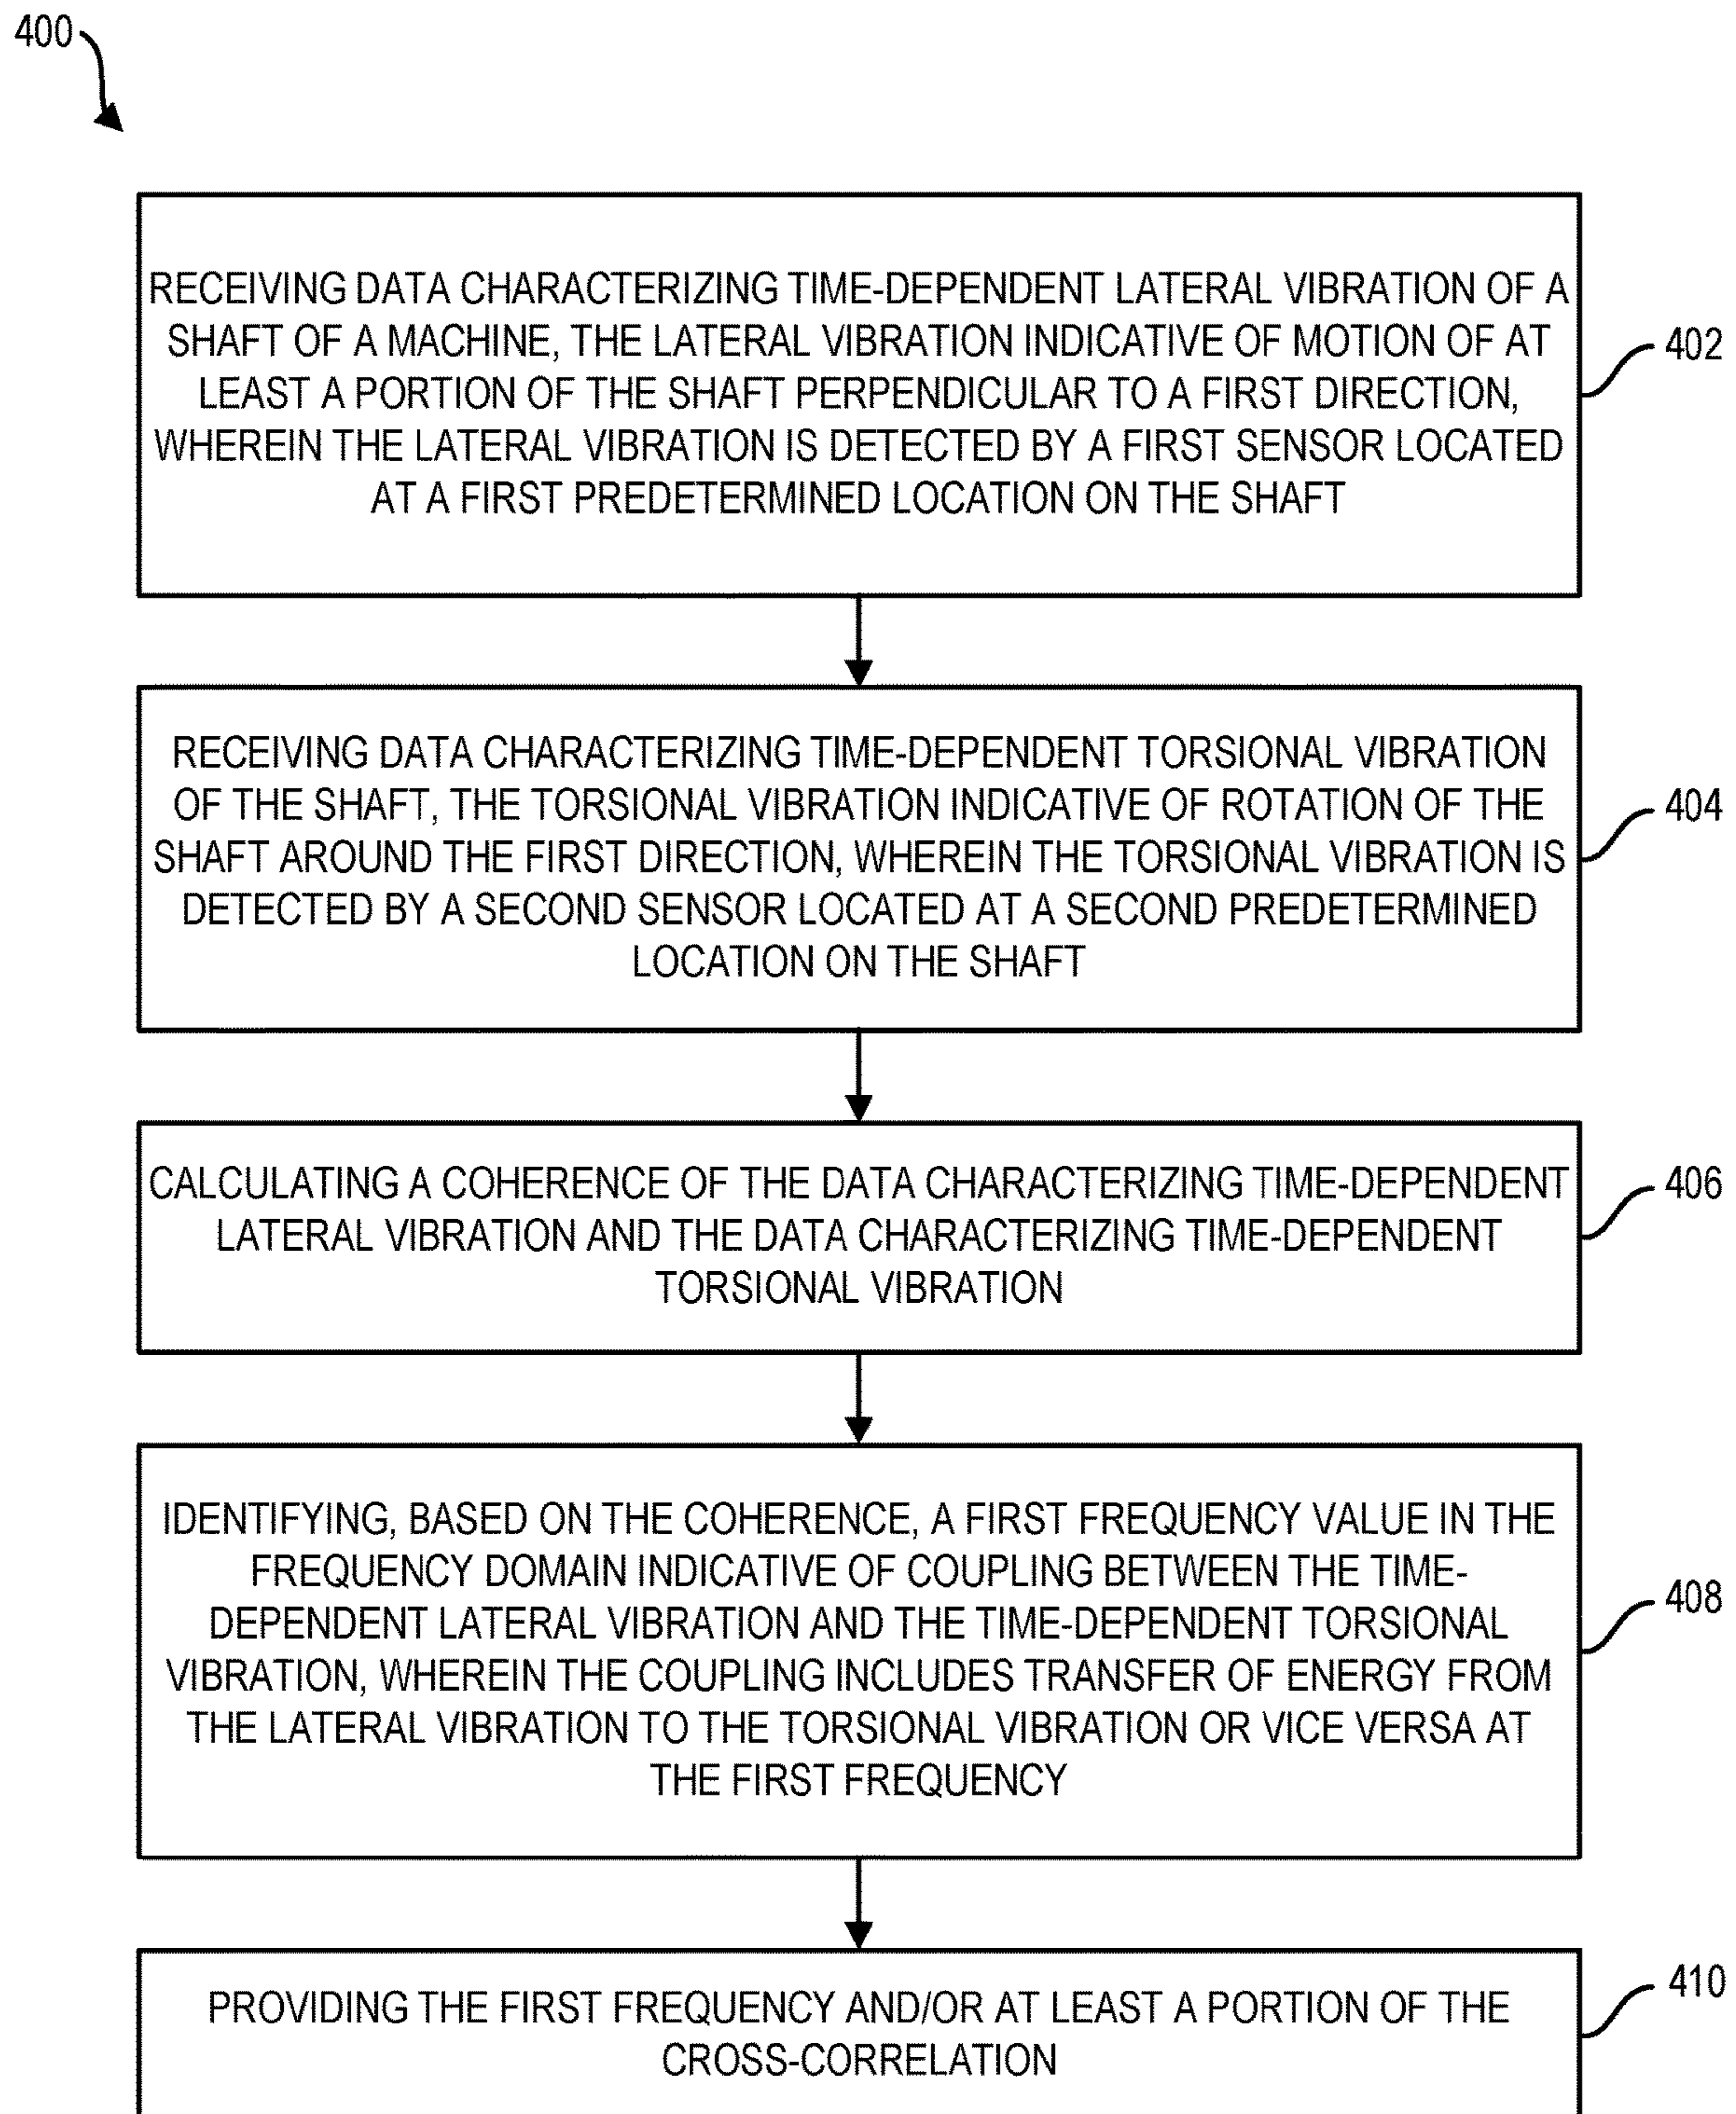 400
RECEIVING DATA CHARACTERIZING TIME-DEPENDENT LATERAL VIBRATION OF A
SHAFT OF A MACHINE, THE LATERAL VIBRATION INDICATIVE OF MOTION OF AT
LEAST A PORTION OF THE SHAFT PERPENDICULAR TO A FIRST DIRECTION,
WHEREIN THE LATERAL VIBRATION IS DETECTED BY A FIRST SENSOR LOCATED
AT A FIRST PREDETERMINED LOCATION ON THE SHAFT
402
RECEIVING DATA CHARACTERIZING TIME-DEPENDENT TORSIONAL VIBRATION
OF THE SHAFT, THE TORSIONAL VIBRATION INDICATIVE OF ROTATION OF THE
SHAFT AROUND THE FIRST DIRECTION, WHEREIN THE TORSIONAL VIBRATION IS
DETECTED BY A SECOND SENSOR LOCATED AT A SECOND PREDETERMINED
LOCATION ON THE SHAFT
404
CALCULATING A COHERENCE OF THE DATA CHARACTERIZING TIME-DEPENDENT
LATERAL VIBRATION AND THE DATA CHARACTERIZING TIME-DEPENDENT
TORSIONAL VIBRATION
406
IDENTIFYING, BASED ON THE COHERENCE, A FIRST FREQUENCY VALUE IN THE
FREQUENCY DOMAIN INDICATIVE OF COUPLING BETWEEN THE TIME-
DEPENDENT LATERAL VIBRATION AND THE TIME-DEPENDENT TORSIONAL
VIBRATION, WHEREIN THE COUPLING INCLUDES TRANSFER OF ENERGY FROM
THE LATERAL VIBRATION TO THE TORSIONAL VIBRATION OR VICE VERSA AT
THE FIRST FREQUENCY
408
PROVIDING THE FIRST FREQUENCY AND/OR AT LEAST A PORTION OF THE
CROSS-CORRELATION
410